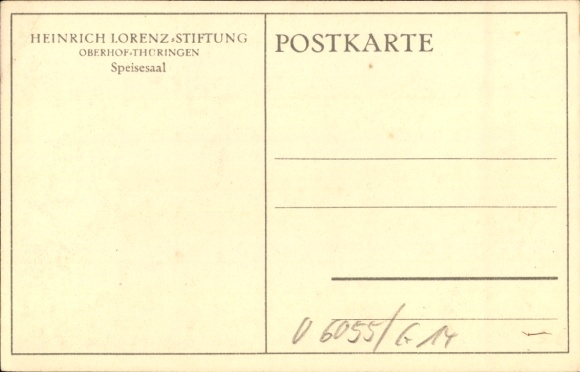 HEINRICH LORENZ-STIFTUNG
OBERHOF-THÜRINGEN
Speisesaal
POSTKARTE
U 6055/G 14 –